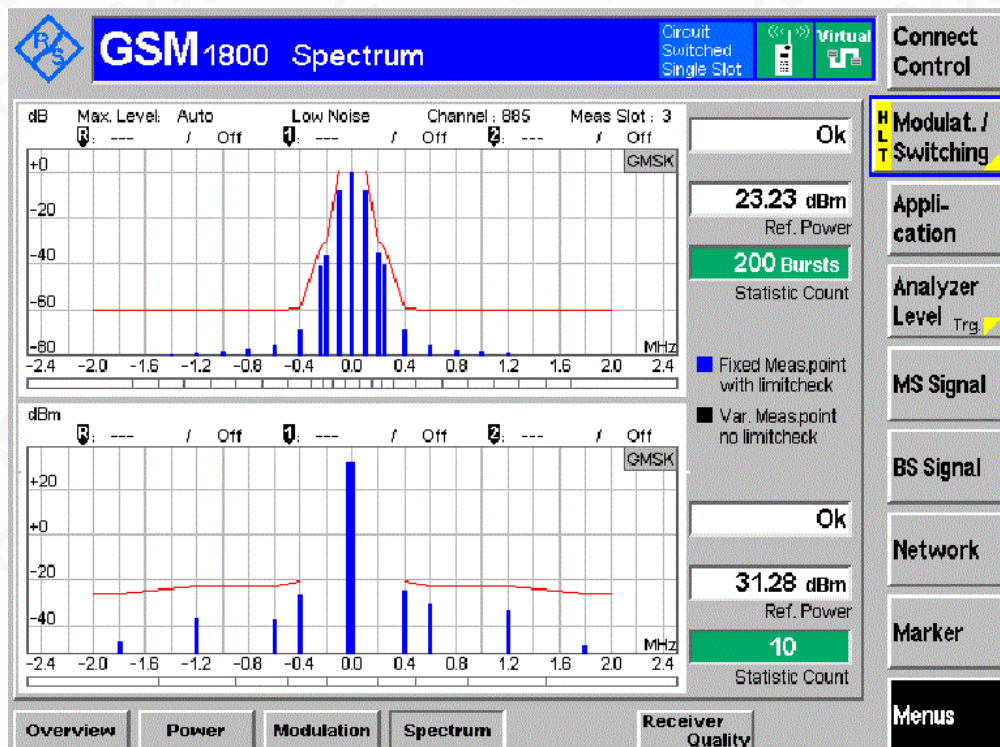 R/S
GSM 1800 Spectrum
Circuit
Switched
Single Slot
Virtual
Connect
Control
dB Max. Level: Auto Low Noise Channel : 885 Meas Slot : 3
R: --- / Off 1: --- / Off 2: --- / Off
GMSK
+0
-20
-40
-60
-80
MHz
-2.4 -2.0 -1.6 -1.2 -0.8 -0.4 0.0 0.4 0.8 1.2 1.6 2.0 2.4
Ok
23.23 dBm
Ref. Power
200 Bursts
Statistic Count
Fixed Meas.point
with limitcheck
Var. Meas.point
no limitcheck
dBm
R: --- / Off 1: --- / Off 2: --- / Off
GMSK
+20
+0
-20
-40
MHz
-2.4 -2.0 -1.6 -1.2 -0.8 -0.4 0.0 0.4 0.8 1.2 1.6 2.0 2.4
Ok
31.28 dBm
Ref. Power
10
Statistic Count
HLT
Modulat. /
Switching
Appli-
cation
Analyzer
Level Trg.
MS Signal
BS Signal
Network
Marker
Menus
Overview
Power
Modulation
Spectrum
Receiver
Quality